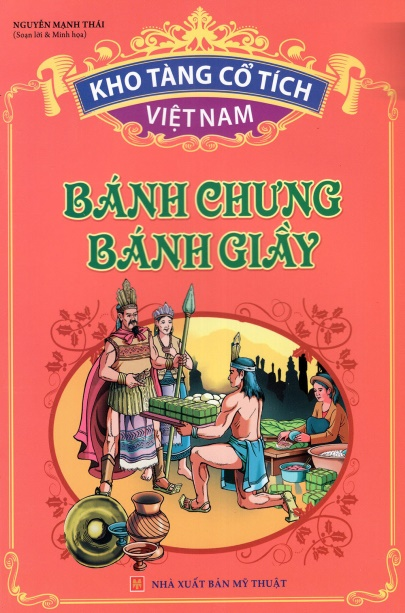 NGUYỄN MẠNH THÁI
(Soạn lời & Minh họa)
KHO TÀNG CỔ TÍCH
VIỆT NAM
BÁNH CHƯNG
BÁNH GIẦY
NHÀ XUẤT BẢN MỸ THUẬT